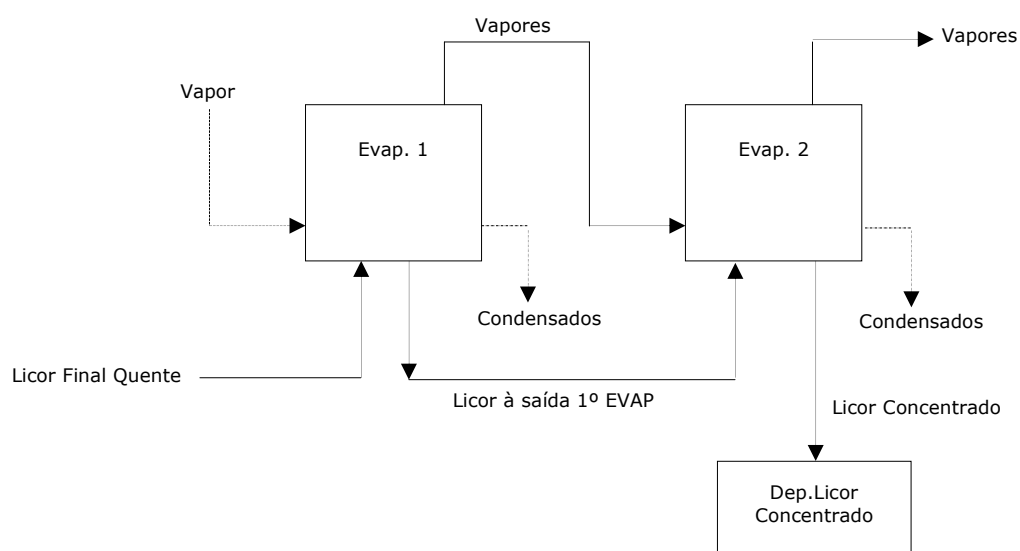 Vapores
Vapores
Vapor
Evap. 1
Evap. 2
Condensados
Condensados
Licor Final Quente
Licor à saída 1º EVAP
Licor Concentrado
Dep.Licor
Concentrado